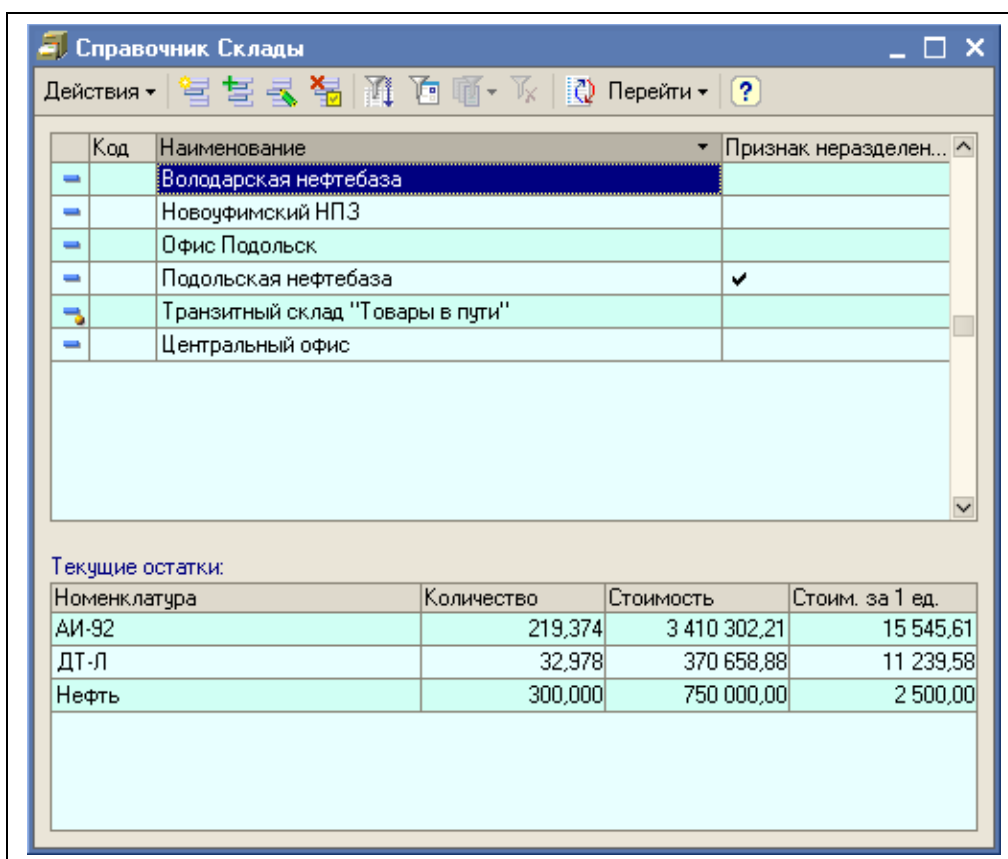 Справочник Склады
Действия Перейти ?
Код Наименование Признак неразделен...
Володарская нефтебаза
Новоуфимский НПЗ
Офис Подольск
Подольская нефтебаза
Транзитный склад "Товары в пути"
Центральный офис
Текущие остатки:
Номенклатура Количество Стоимость Стоим. за 1 ед.
АИ-92 219,374 3 410 302,21 15 545,61
ДТ-Л 32,978 370 658,88 11 239,58
Нефть 300,000 750 000,00 2 500,00